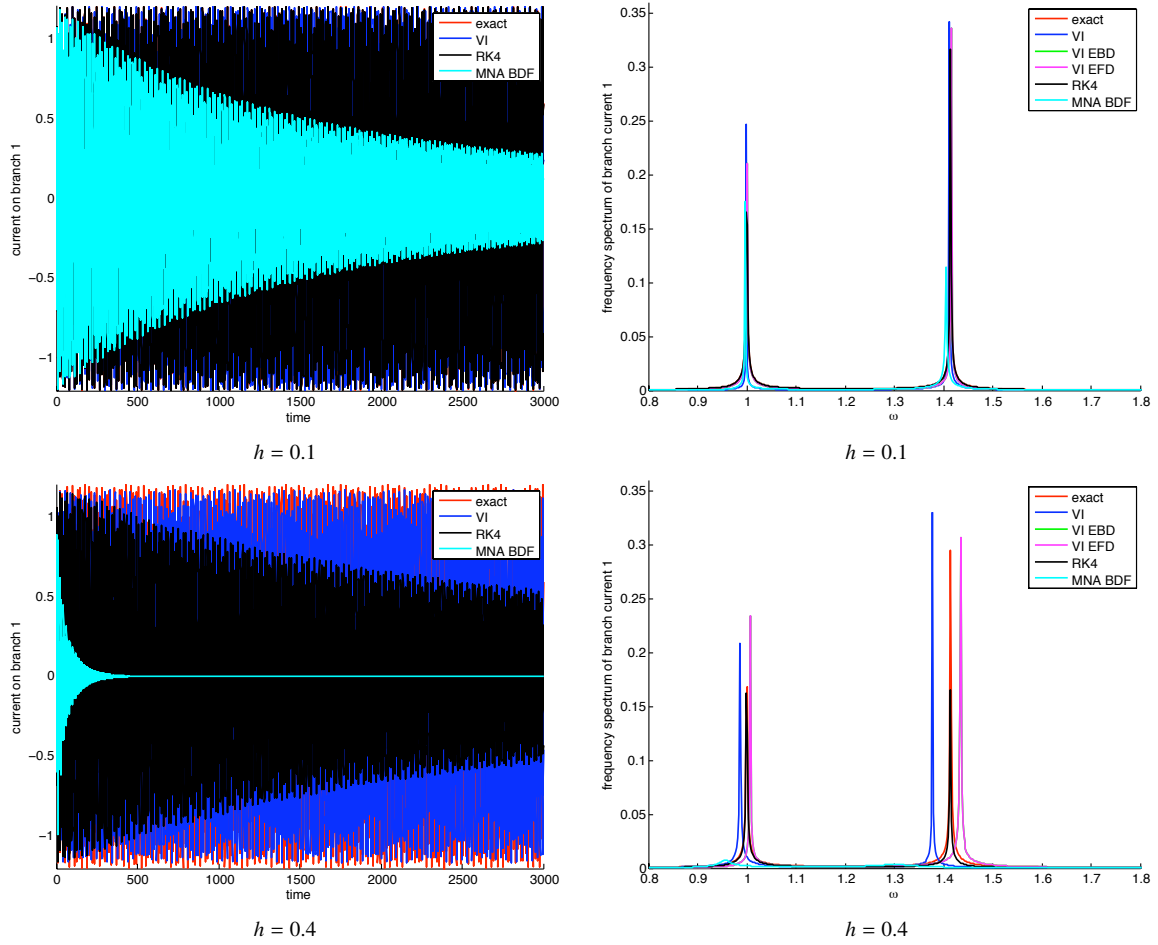 current on branch 1
1
0.5
0
−0.5
−1
exact
VI
RK4
MNA BDF
0 500 1000 1500 2000 2500 3000
time
h = 0.1
frequency spectrum of branch current 1
0.35
0.3
0.25
0.2
0.15
0.1
0.05
0
exact
VI
VI EBD
VI EFD
RK4
MNA BDF
0.8 0.9 1 1.1 1.2 1.3 1.4 1.5 1.6 1.7 1.8
ω
h = 0.1
current on branch 1
1
0.5
0
−0.5
−1
exact
VI
RK4
MNA BDF
0 500 1000 1500 2000 2500 3000
time
h = 0.4
frequency spectrum of branch current 1
0.35
0.3
0.25
0.2
0.15
0.1
0.05
0
exact
VI
VI EBD
VI EFD
RK4
MNA BDF
0.8 0.9 1 1.1 1.2 1.3 1.4 1.5 1.6 1.7 1.8
ω
h = 0.4